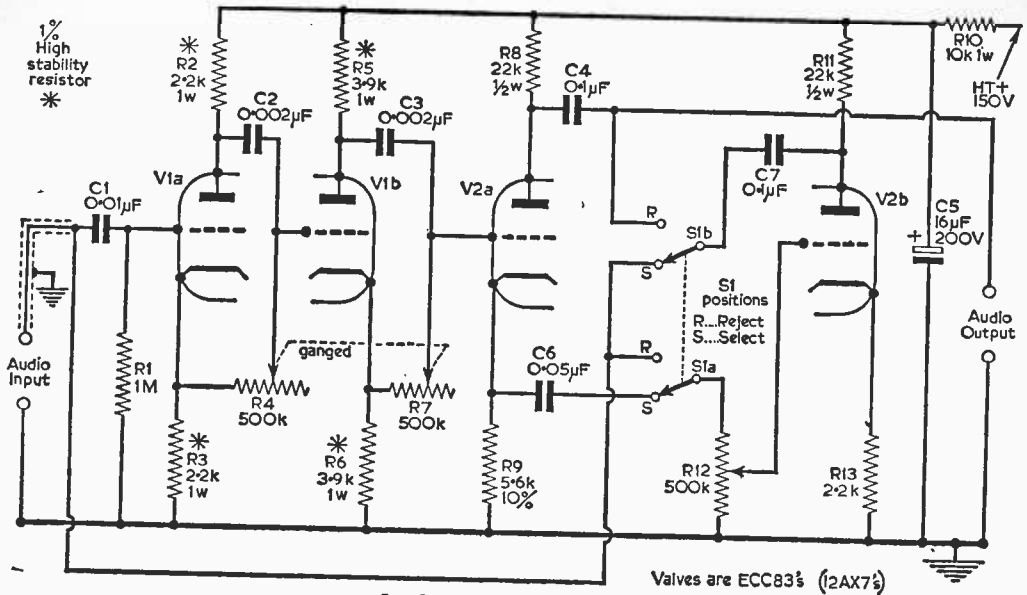 1%
High
stability
resistor
*
*
R2
2·2k
1w
*
R5
3·9k
1w
R8
22k
½w
R11
22k
½w
R10
10k 1w
HT+
150V
C2
0·002µF
C3
0·002µF
C4
0·1µF
C7
0·1µF
C1
0·01µF
V1a
V1b
V2a
V2b
C5
16µF
200V
+
R
S1b
S
S1
positions
R....Reject
S....Select
R
S1a
S
Audio
Input
R1
1M
ganged
R4
500k
R7
500k
C6
0·05µF
Audio
Output
*
R3
2·2k
1w
*
R6
3·9k
1w
R9
5·6k
10%
R12
500k
R13
2·2k
Valves are ECC83's (12AX7's)